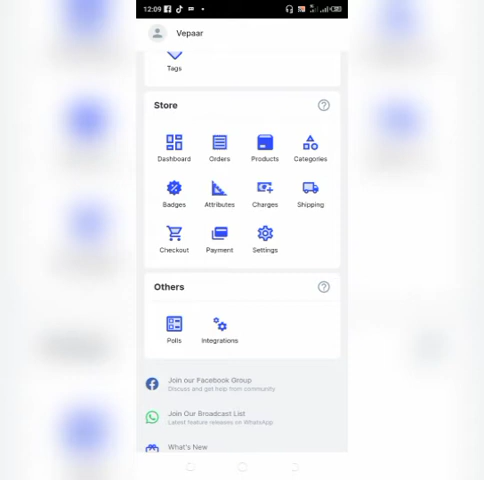 12:09
Vepaar
Tags
Store
Dashboard Orders Products Categories
Badges Attributes Charges Shipping
Checkout Payment Settings
Others
Polls Integrations
Join our Facebook Group
Discuss and get help from community
Join Our Broadcast List
Latest feature releases on WhatsApp
What's New